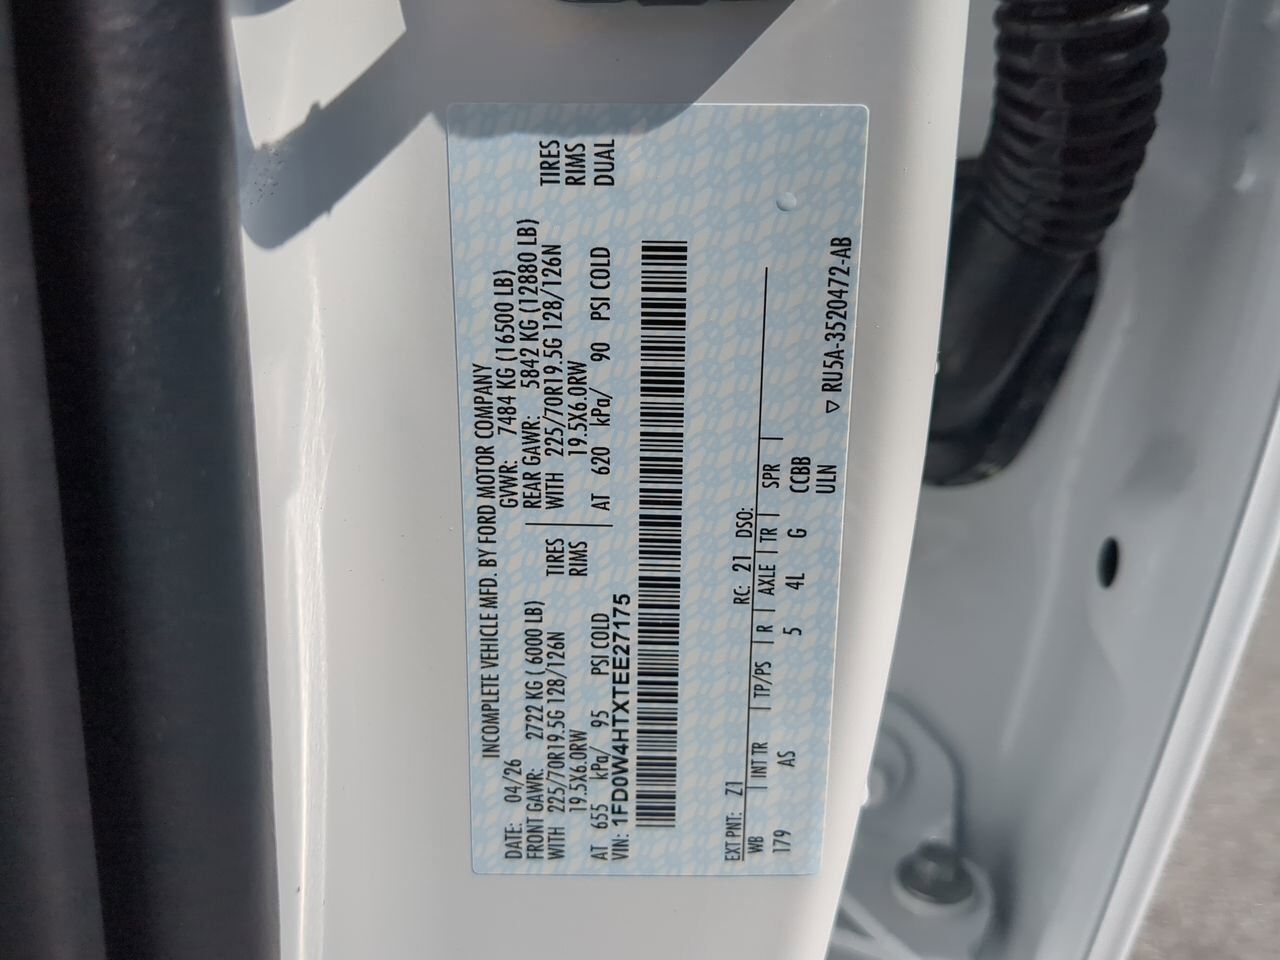 INCOMPLETE VEHICLE MFD. BY FORD MOTOR COMPANY
DATE: 04/26 GVWR: 7484 KG (16500 LB)
FRONT GAWR: 2722 KG ( 6000 LB) REAR GAWR: 5842 KG (12880 LB)
WITH 225/70R19.5G 128/126N TIRES WITH 225/70R19.5G 128/126N TIRES
19.5X6.0RW RIMS 19.5X6.0RW RIMS
AT 655 kPa/ 95 PSI COLD AT 620 kPa/ 90 PSI COLD DUAL
VIN: 1FD0W4HTXTEE27175
EXT PNT: Z1 RC: 21 DSO:
WB | INT TR | TP/PS | R | AXLE | TR | SPR |
179 AS 5 4L G CCBB
ULN
▽ RU5A-3520472-AB